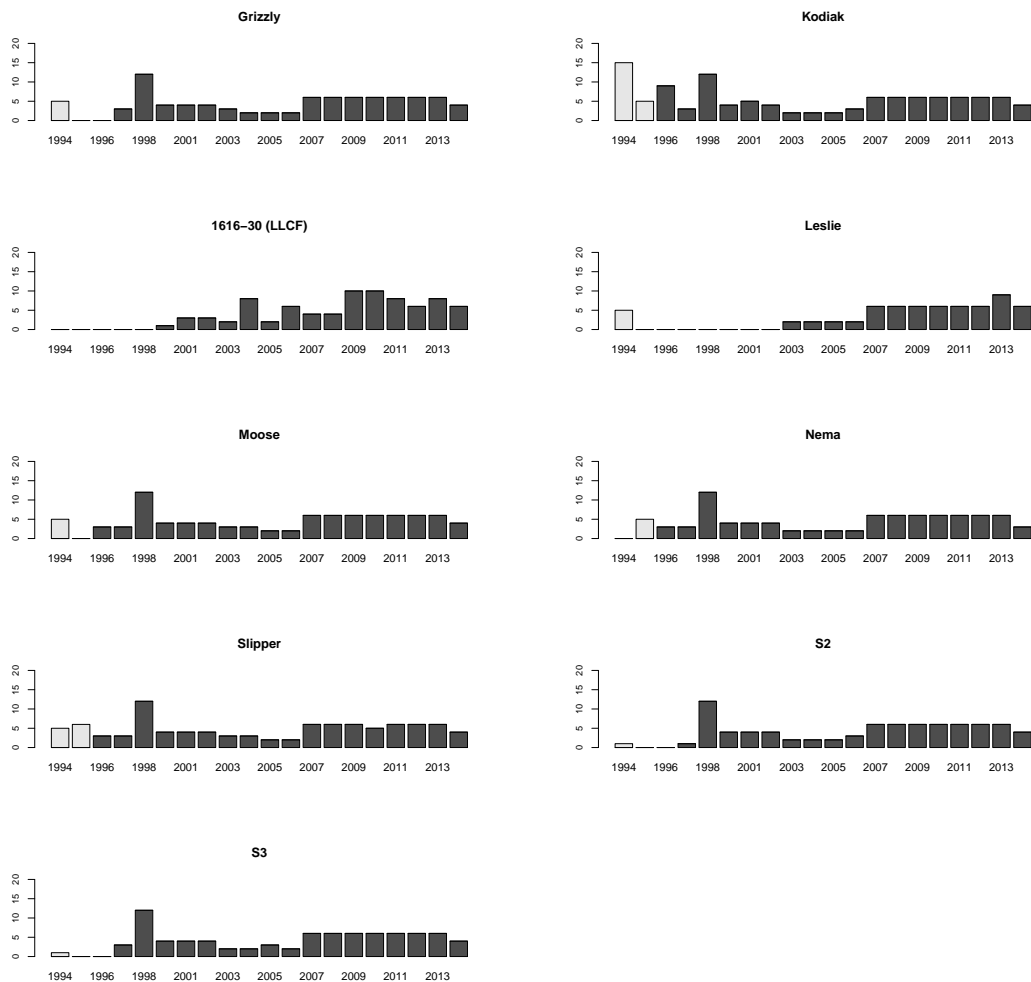 Grizzly
0 5 10 15 20
1994 1996 1998 2001 2003 2005 2007 2009 2011 2013
Kodiak
0 5 10 15 20
1994 1996 1998 2001 2003 2005 2007 2009 2011 2013
1616−30 (LLCF)
0 5 10 15 20
1994 1996 1998 2001 2003 2005 2007 2009 2011 2013
Leslie
0 5 10 15 20
1994 1996 1998 2001 2003 2005 2007 2009 2011 2013
Moose
0 5 10 15 20
1994 1996 1998 2001 2003 2005 2007 2009 2011 2013
Nema
0 5 10 15 20
1994 1996 1998 2001 2003 2005 2007 2009 2011 2013
Slipper
0 5 10 15 20
1994 1996 1998 2001 2003 2005 2007 2009 2011 2013
S2
0 5 10 15 20
1994 1996 1998 2001 2003 2005 2007 2009 2011 2013
S3
0 5 10 15 20
1994 1996 1998 2001 2003 2005 2007 2009 2011 2013